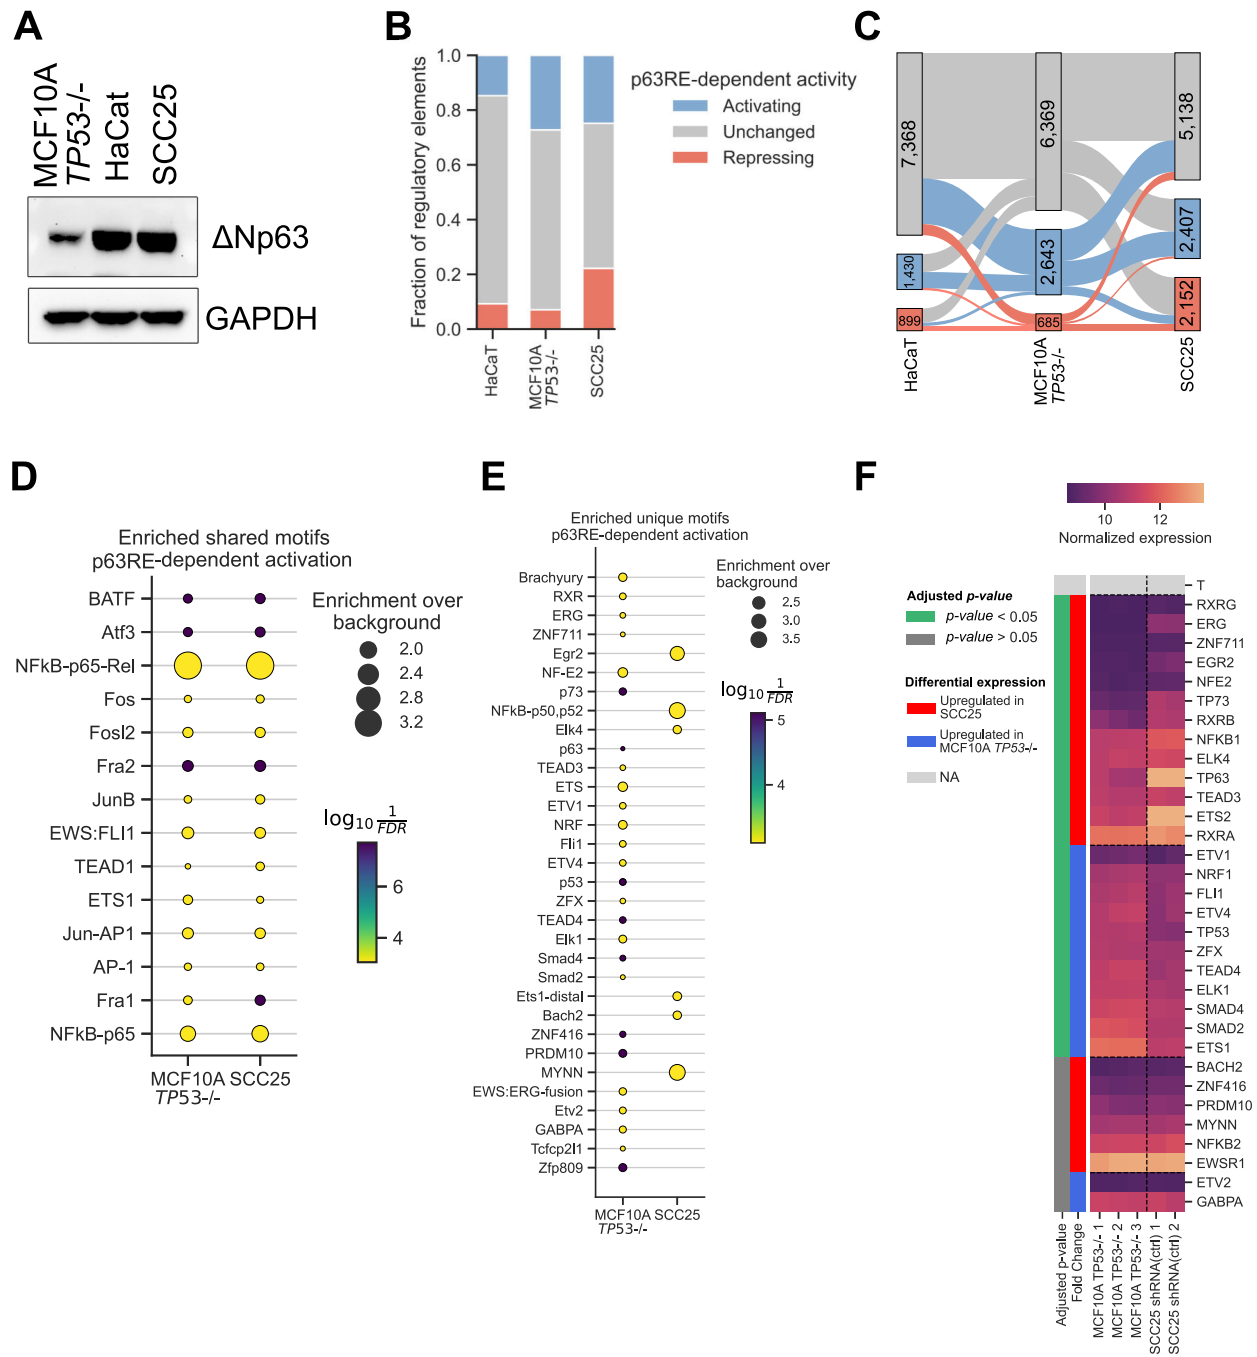 A
MCF10A
TP53-/-
HaCat
SCC25
ΔNp63
GAPDH
B
Fraction of regulatory elements
1.0
0.8
0.6
0.4
0.2
0.0
HaCaT
MCF10A
TP53-/-
SCC25
p63RE-dependent activity
Activating
Unchanged
Repressing
C
7,368
1,430
899
6,369
2,643
685
5,138
2,407
2,152
HaCaT
MCF10A
TP53-/-
SCC25
D
Enriched shared motifs
p63RE-dependent activation
BATF
Atf3
NFkB-p65-Rel
Fos
Fosl2
Fra2
JunB
EWS:FLI1
TEAD1
ETS1
Jun-AP1
AP-1
Fra1
NFkB-p65
MCF10A SCC25
TP53-/-
Enrichment over
background
2.0
2.4
2.8
3.2
log10 1/FDR
6
4
E
Enriched unique motifs
p63RE-dependent activation
Brachyury
RXR
ERG
ZNF711
Egr2
NF-E2
p73
NFkB-p50,p52
Elk4
p63
TEAD3
ETS
ETV1
NRF
Fli1
ETV4
p53
ZFX
TEAD4
Elk1
Smad4
Smad2
Ets1-distal
Bach2
ZNF416
PRDM10
MYNN
EWS:ERG-fusion
Etv2
GABPA
Tcfcp2l1
Zfp809
MCF10A SCC25
TP53-/-
Enrichment over
background
2.5
3.0
3.5
log10 1/FDR
5
4
F
10 12
Normalized expression
Adjusted p-value
p-value < 0.05
p-value > 0.05
Differential expression
Upregulated in
SCC25
Upregulated in
MCF10A TP53-/-
NA
T
RXRG
ERG
ZNF711
EGR2
NFE2
TP73
RXRB
NFKB1
ELK4
TP63
TEAD3
ETS2
RXRA
ETV1
NRF1
FLI1
ETV4
TP53
ZFX
TEAD4
ELK1
SMAD4
SMAD2
ETS1
BACH2
ZNF416
PRDM10
MYNN
NFKB2
EWSR1
ETV2
GABPA
Adjusted p-value
Fold Change
MCF10A TP53-/- 1
MCF10A TP53-/- 2
MCF10A TP53-/- 3
SCC25 shRNA(ctrl) 1
SCC25 shRNA(ctrl) 2